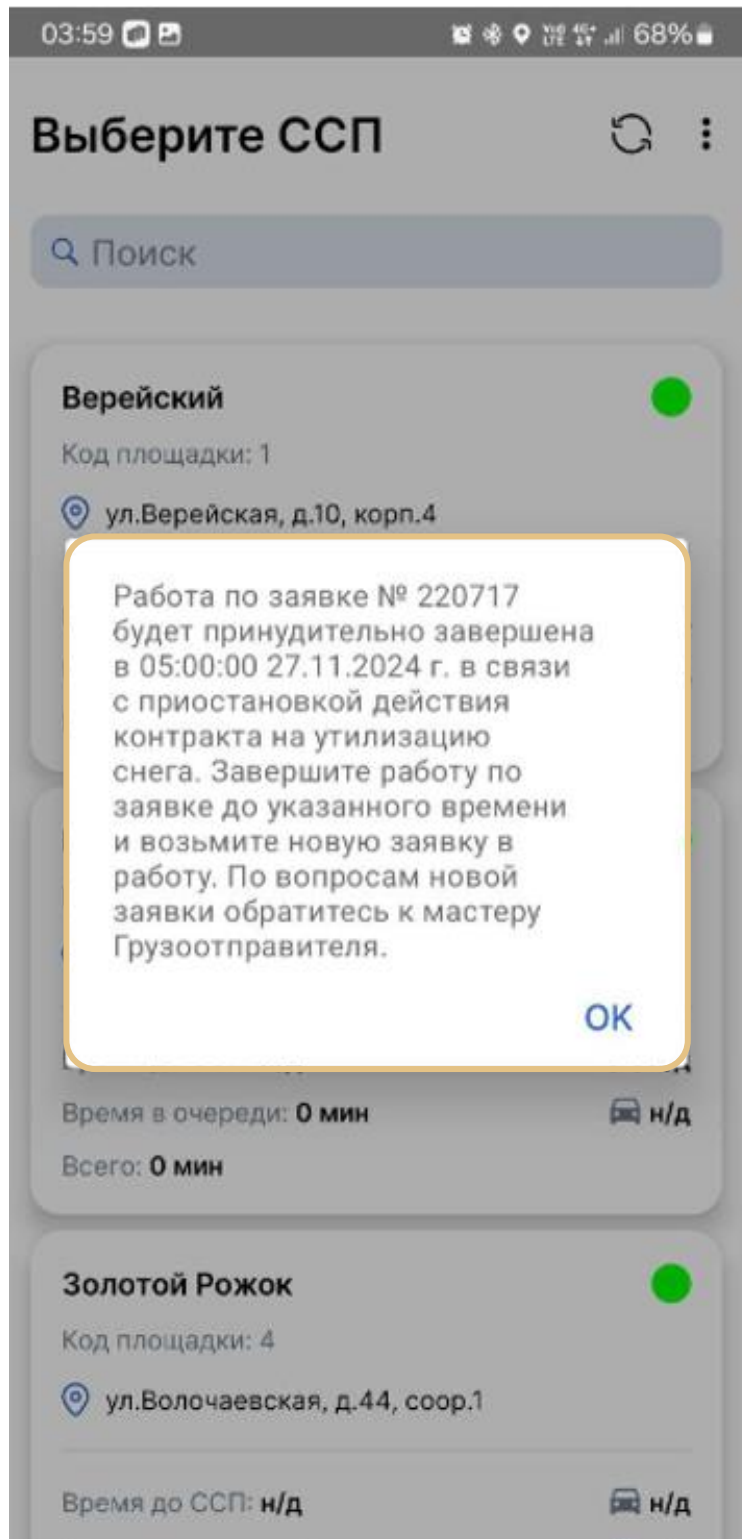 03:59 68%
Выберите ССП
Поиск
Верейский
Код площадки: 1
ул.Верейская, д.10, корп.4
Работа по заявке № 220717
будет принудительно завершена
в 05:00:00 27.11.2024 г. в связи
с приостановкой действия
контракта на утилизацию
снега. Завершите работу по
заявке до указанного времени
и возьмите новую заявку в
работу. По вопросам новой
заявки обратитесь к мастеру
Грузоотправителя.
ОК
Время в очереди: 0 мин н/д
Всего: 0 мин
Золотой Рожок
Код площадки: 4
ул.Волочаевская, д.44, соор.1
Время до ССП: н/д н/д